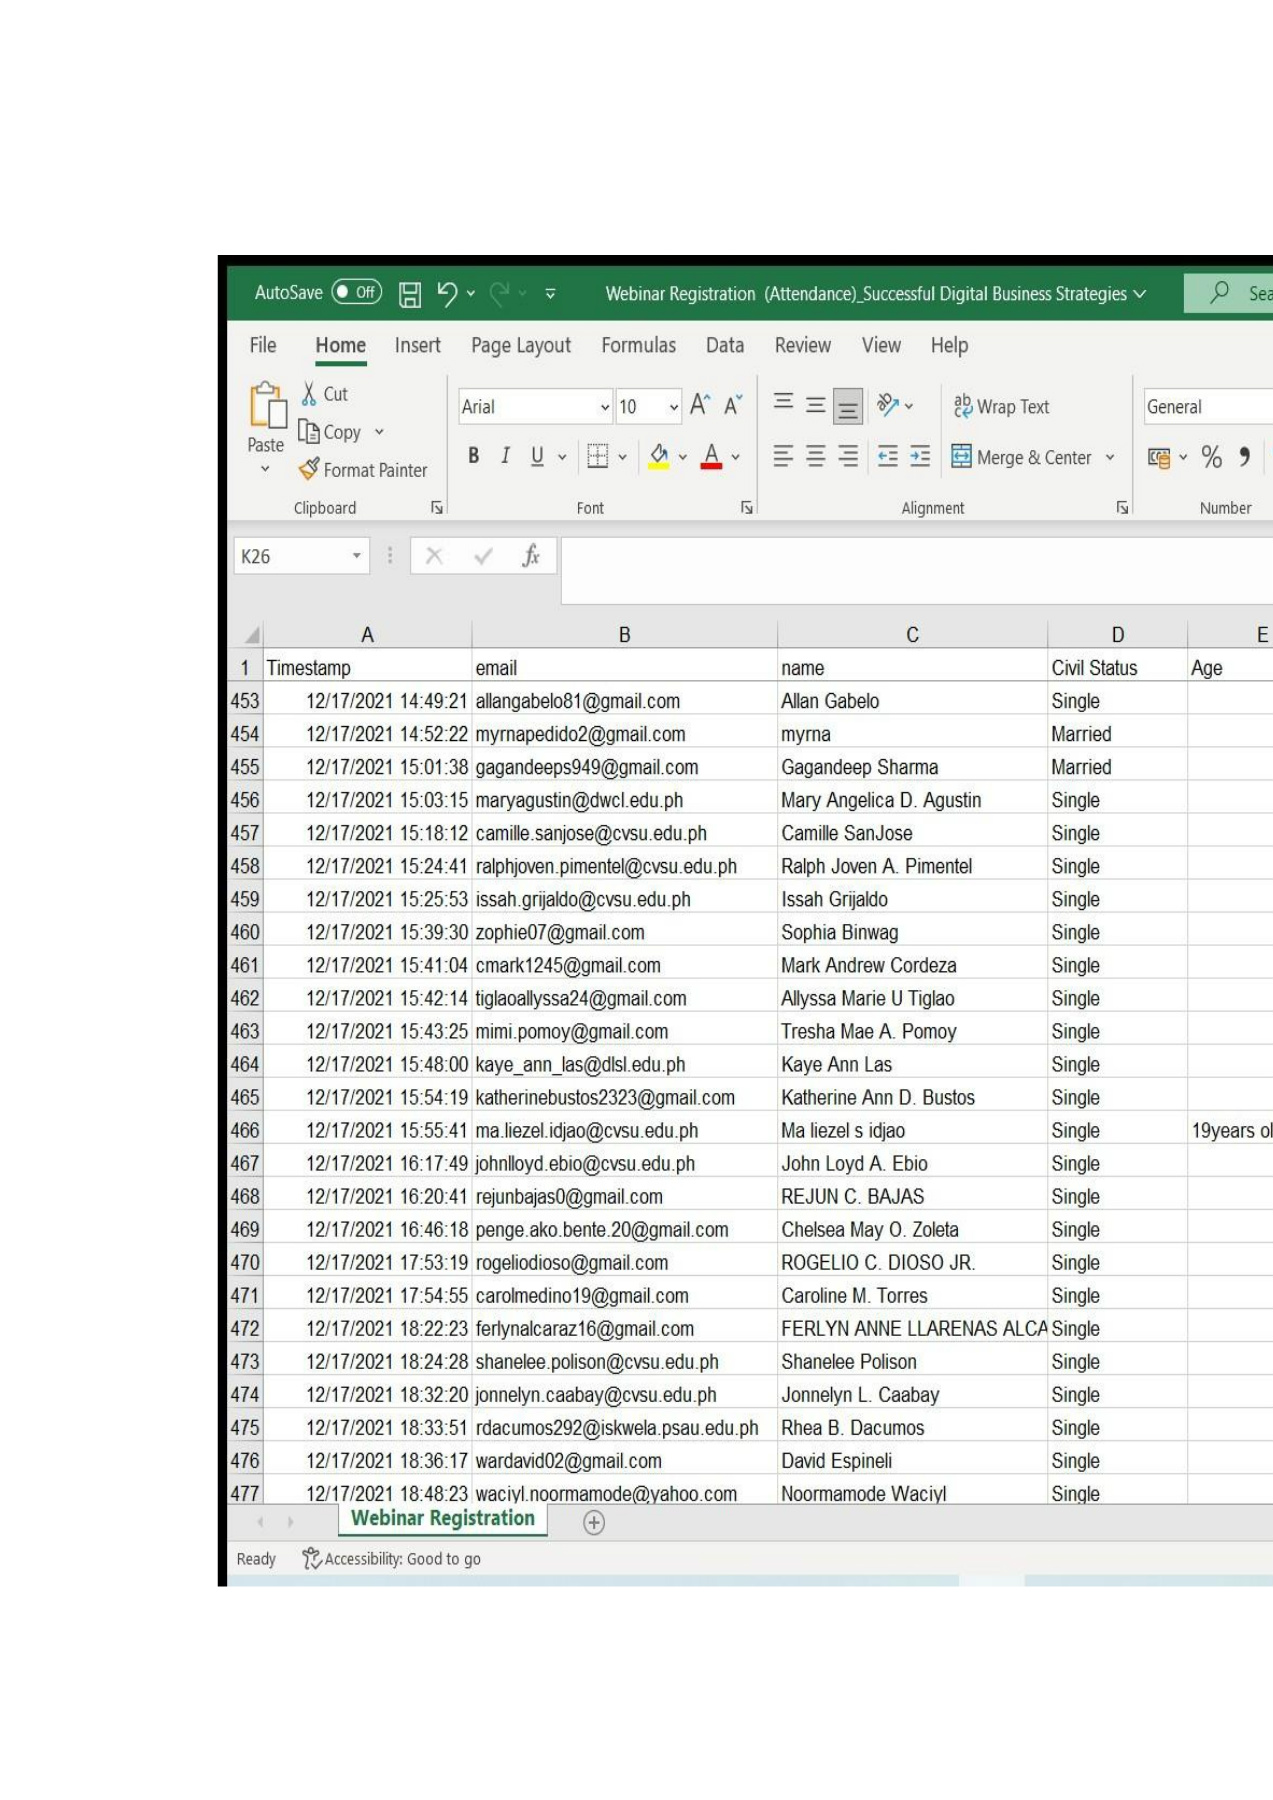 AutoSave Off Webinar Registration (Attendance)_Successful Digital Business Strategies Sea
File Home Insert Page Layout Formulas Data Review View Help
Cut
Copy
Paste
Format Painter
Arial 10
Wrap Text
Merge & Center
General
Clipboard Font Alignment Number
K26 fx
A B C D E
1 Timestamp email name Civil Status Age
453 12/17/2021 14:49:21 allangabelo81@gmail.com Allan Gabelo Single
454 12/17/2021 14:52:22 myrnapedido2@gmail.com myrna Married
455 12/17/2021 15:01:38 gagandeeps949@gmail.com Gagandeep Sharma Married
456 12/17/2021 15:03:15 maryagustin@dwcl.edu.ph Mary Angelica D. Agustin Single
457 12/17/2021 15:18:12 camille.sanjose@cvsu.edu.ph Camille SanJose Single
458 12/17/2021 15:24:41 ralphjoven.pimentel@cvsu.edu.ph Ralph Joven A. Pimentel Single
459 12/17/2021 15:25:53 issah.grijaldo@cvsu.edu.ph Issah Grijaldo Single
460 12/17/2021 15:39:30 zophie07@gmail.com Sophia Binwag Single
461 12/17/2021 15:41:04 cmark1245@gmail.com Mark Andrew Cordeza Single
462 12/17/2021 15:42:14 tiglaoallyssa24@gmail.com Allyssa Marie U Tiglao Single
463 12/17/2021 15:43:25 mimi.pomoy@gmail.com Tresha Mae A. Pomoy Single
464 12/17/2021 15:48:00 kaye_ann_las@dlsl.edu.ph Kaye Ann Las Single
465 12/17/2021 15:54:19 katherinebustos2323@gmail.com Katherine Ann D. Bustos Single
466 12/17/2021 15:55:41 ma.liezel.idjao@cvsu.edu.ph Ma liezel s idjao Single 19years ol
467 12/17/2021 16:17:49 johnlloyd.ebio@cvsu.edu.ph John Loyd A. Ebio Single
468 12/17/2021 16:20:41 rejunbajas0@gmail.com REJUN C. BAJAS Single
469 12/17/2021 16:46:18 penge.ako.bente.20@gmail.com Chelsea May O. Zoleta Single
470 12/17/2021 17:53:19 rogeliodioso@gmail.com ROGELIO C. DIOSO JR. Single
471 12/17/2021 17:54:55 carolmedino19@gmail.com Caroline M. Torres Single
472 12/17/2021 18:22:23 ferlynalcaraz16@gmail.com FERLYN ANNE LLARENAS ALCA Single
473 12/17/2021 18:24:28 shanelee.polison@cvsu.edu.ph Shanelee Polison Single
474 12/17/2021 18:32:20 jonnelyn.caabay@cvsu.edu.ph Jonnelyn L. Caabay Single
475 12/17/2021 18:33:51 rdacumos292@iskwela.psau.edu.ph Rhea B. Dacumos Single
476 12/17/2021 18:36:17 wardavid02@gmail.com David Espineli Single
477 12/17/2021 18:48:23 waciyl.noormamode@yahoo.com Noormamode Waciyl Single
Webinar Registration
Ready Accessibility: Good to go